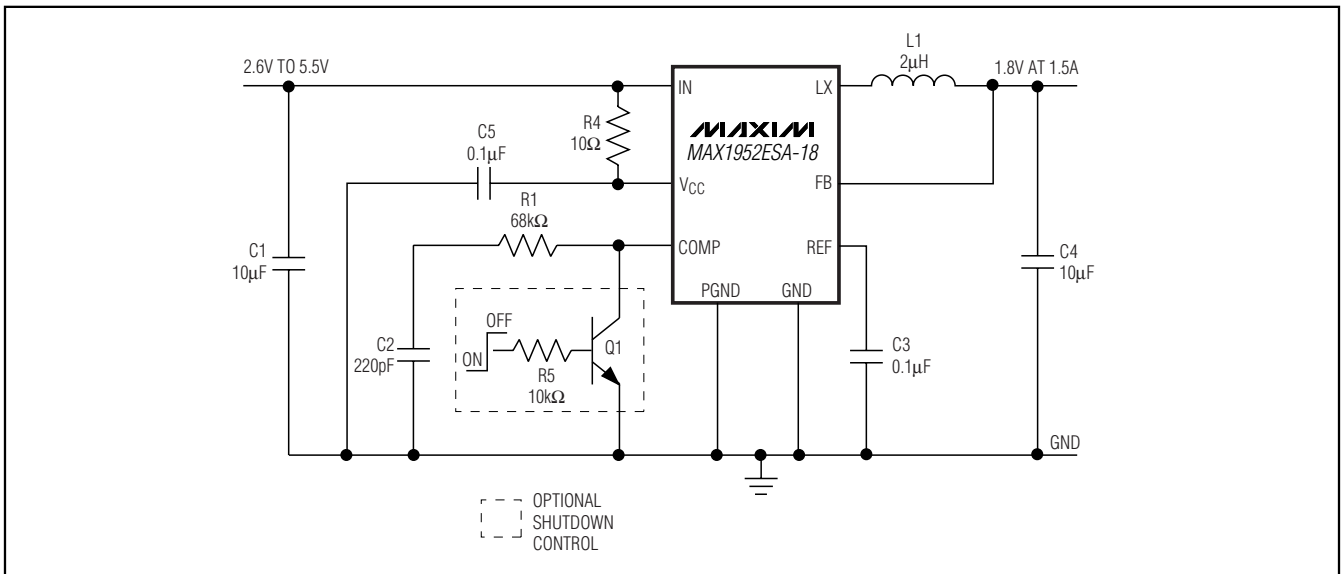 L1
2µH
2.6V TO 5.5V
1.8V AT 1.5A
IN
LX
R4
10Ω
MAXIM
MAX1952ESA-18
C5
0.1µF
VCC
FB
R1
68kΩ
COMP
REF
C1
10µF
C4
10µF
PGND
GND
OFF
ON
Q1
R5
10kΩ
C2
220pF
C3
0.1µF
GND
OPTIONAL
SHUTDOWN
CONTROL